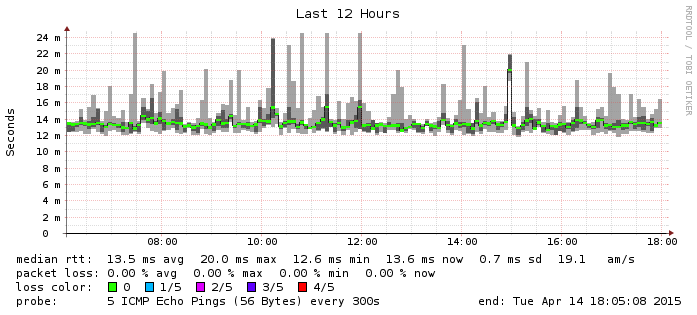 Last 12 Hours
RRDTOOL / TOBI OETIKER
Seconds
24 m
22 m
20 m
18 m
16 m
14 m
12 m
10 m
8 m
6 m
4 m
2 m
0
08:00 10:00 12:00 14:00 16:00 18:00
median rtt: 13.5 ms avg 20.0 ms max 12.6 ms min 13.6 ms now 0.7 ms sd 19.1 am/s
packet loss: 0.00 % avg 0.00 % max 0.00 % min 0.00 % now
loss color: 0 1/5 2/5 3/5 4/5
probe: 5 ICMP Echo Pings (56 Bytes) every 300s end: Tue Apr 14 18:05:08 2015